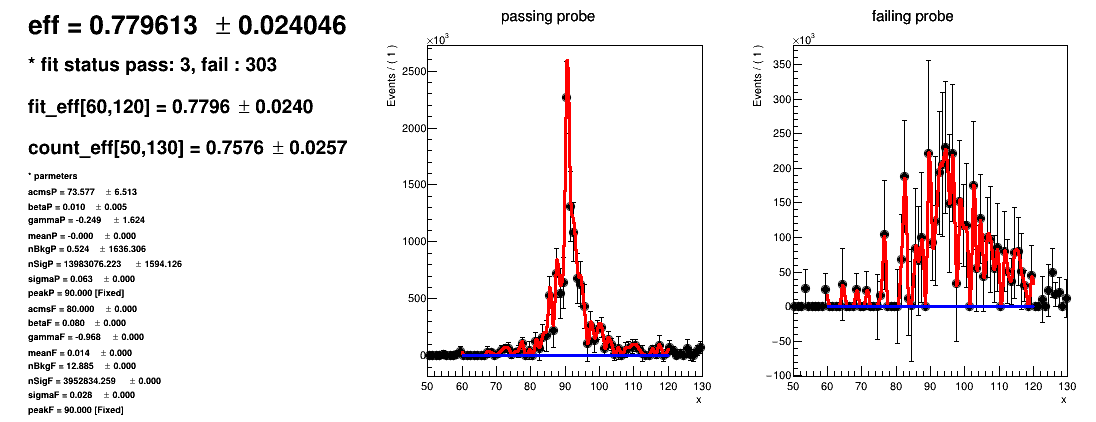 eff = 0.779613 ± 0.024046
* fit status pass: 3, fail : 303
fit_eff[60,120] = 0.7796 ± 0.0240
count_eff[50,130] = 0.7576 ± 0.0257
* parmeters
acmsP = 73.577 ± 6.513
betaP = 0.010 ± 0.005
gammaP = -0.249 ± 1.624
meanP = -0.000 ± 0.000
nBkgP = 0.524 ± 1636.306
nSigP = 13983076.223 ± 1594.126
sigmaP = 0.063 ± 0.000
peakP = 90.000 [Fixed]
acmsF = 80.000 ± 0.000
betaF = 0.080 ± 0.000
gammaF = -0.968 ± 0.000
meanF = 0.014 ± 0.000
nBkgF = 12.885 ± 0.000
nSigF = 3952834.259 ± 0.000
sigmaF = 0.028 ± 0.000
peakF = 90.000 [Fixed]
passing probe
×10³
Events / ( 1 )
2500
2000
1500
1000
500
0
50 60 70 80 90 100 110 120 130
x
failing probe
×10³
Events / ( 1 )
350
300
250
200
150
100
50
0
−50
−100
50 60 70 80 90 100 110 120 130
x